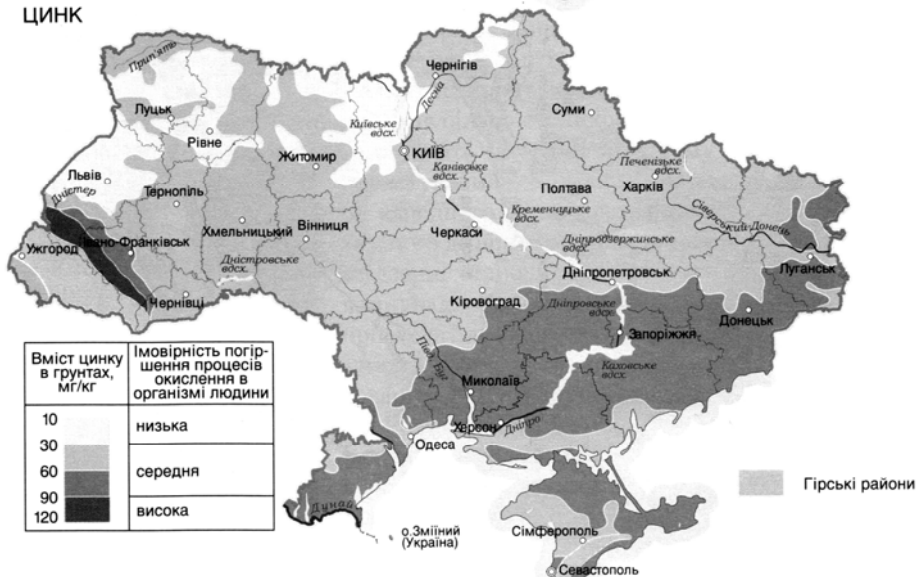 ЦИНК
Прип'ять
Чернігів
Десна
Луцьк
Рівне
Суми
Київське
вдсх.
Житомир
КИЇВ
Львів
Дністер
Канівське
вдсх.
Печенізьке
вдсх.
Тернопіль
Полтава
Харків
Сіверський Донець
Хмельницький
Вінниця
Кременчуцьке
вдсх.
Черкаси
Ужгород
Івано-Франківськ
Дністровське
вдсх.
Дніпродзержинське
вдсх.
Дніпропетровськ
Луганськ
Чернівці
Кіровоград
Дніпровське
вдсх.
Донецьк
Запоріжжя
Півд. Буг
Каховське
вдсх.
Миколаїв
Херсон
Дніпро
Одеса
Дунай
о.Зміїний
(Україна)
Сімферополь
Севастополь
Вміст цинку
в грунтах,
мг/кг
Імовірність погір-
шення процесів
окислення в
організмі людини
10
30
60
90
120
низька
середня
висока
Гірські райони